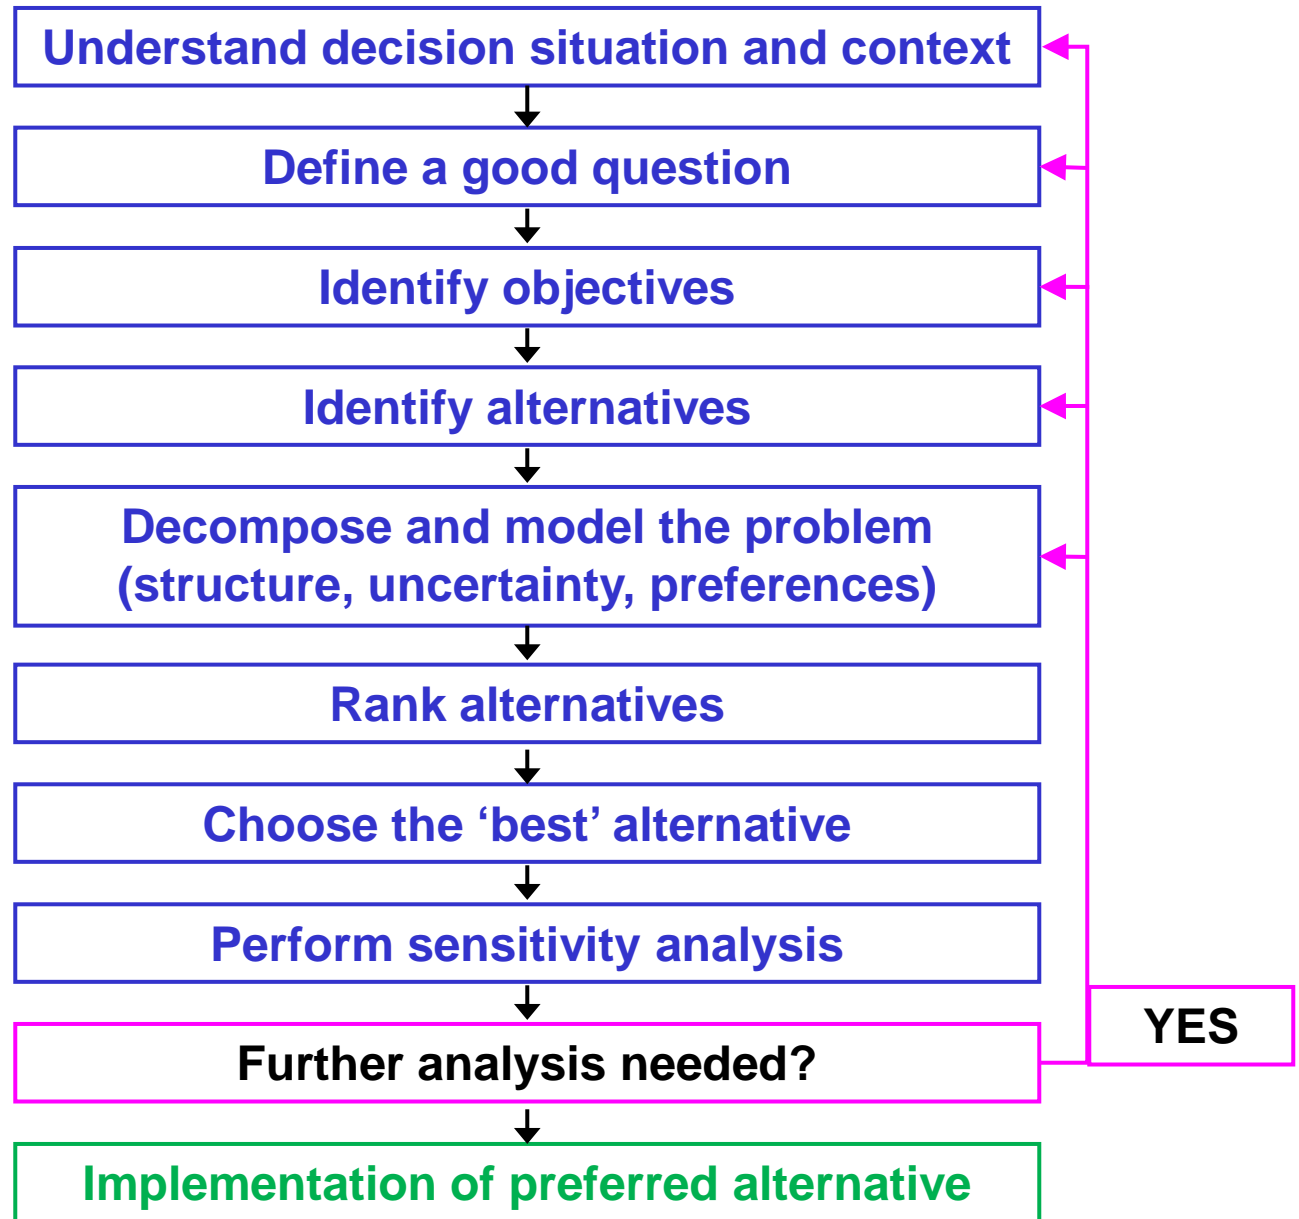 Understand decision situation and context
Define a good question
Identify objectives
Identify alternatives
Decompose and model the problem
(structure, uncertainty, preferences)
Rank alternatives
Choose the ‘best’ alternative
Perform sensitivity analysis
YES
Further analysis needed?
Implementation of preferred alternative